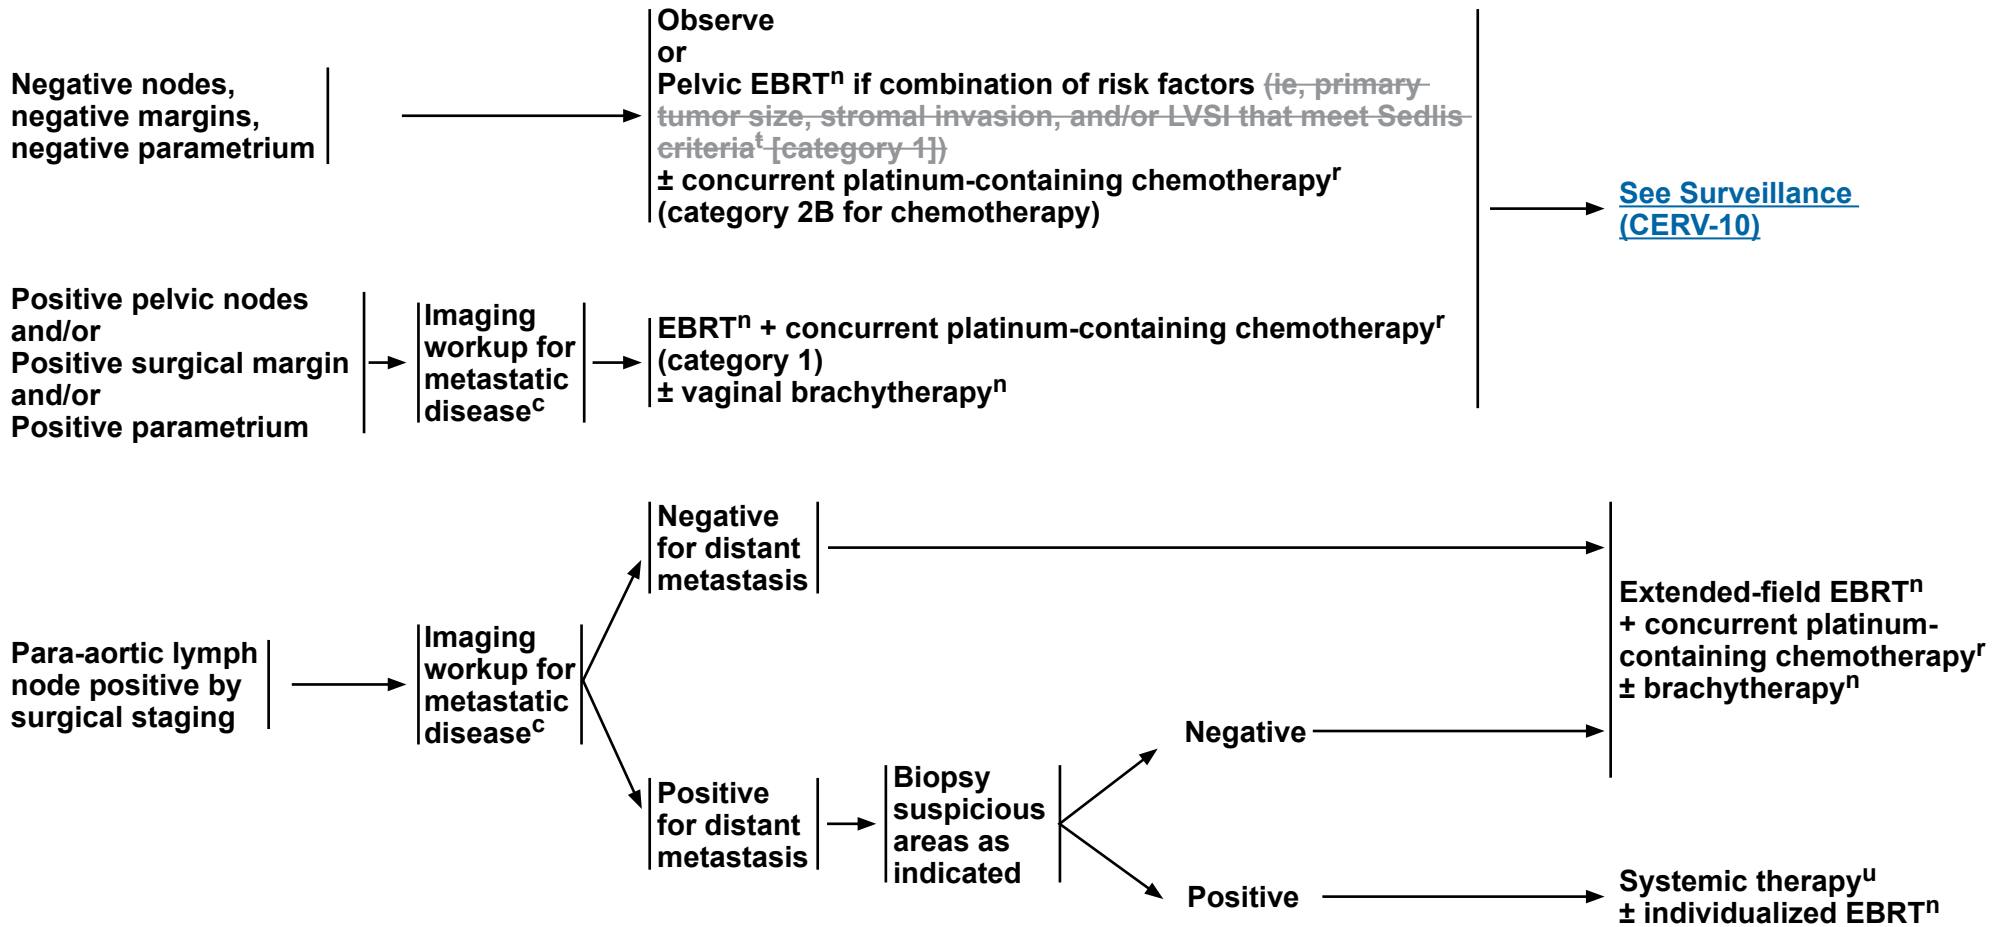 Negative nodes,
negative margins,
negative parametrium
Observe
or
Pelvic EBRTⁿ if combination of risk factors (ie, primary
tumor size, stromal invasion, and/or LVSI that meet Sedlis
criteriaᵗ [category 1])
± concurrent platinum-containing chemotherapyʳ
(category 2B for chemotherapy)
See Surveillance
(CERV-10)
Positive pelvic nodes
and/or
Positive surgical margin
and/or
Positive parametrium
Imaging
workup for
metastatic
diseaseᶜ
EBRTⁿ + concurrent platinum-containing chemotherapyʳ
(category 1)
± vaginal brachytherapyⁿ
Para-aortic lymph
node positive by
surgical staging
Imaging
workup for
metastatic
diseaseᶜ
Negative
for distant
metastasis
Positive
for distant
metastasis
Biopsy
suspicious
areas as
indicated
Negative
Positive
Extended-field EBRTⁿ
+ concurrent platinum-
containing chemotherapyʳ
± brachytherapyⁿ
Systemic therapyᵘ
± individualized EBRTⁿ